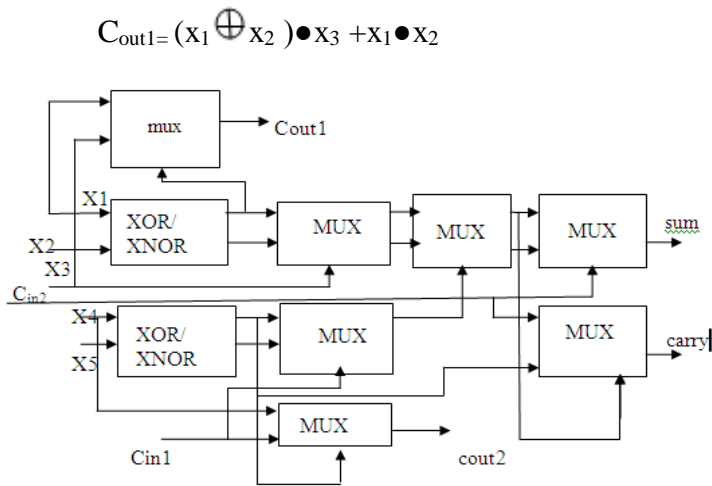 Cout1= (x1 ⊕ x2 )●x3 +x1●x2
mux
Cout1
X1
XOR/
XNOR
MUX
MUX
MUX
sum
X2
X3
Cin2
X4
XOR/
XNOR
MUX
MUX
carry
X5
MUX
Cin1
cout2